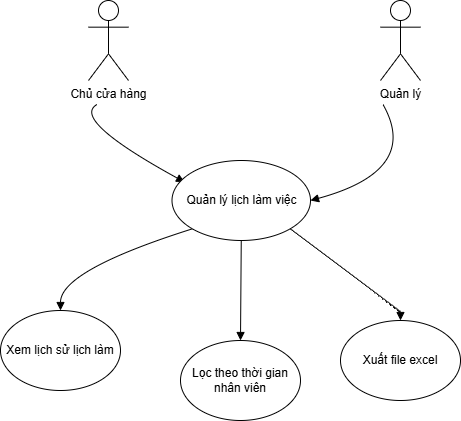 Chủ cửa hảng
Quản lý
Quản lý lịch làm việc
Xem lịch sử lịch làm
Lọc theo thời gian
nhân viên
Xuất file excel